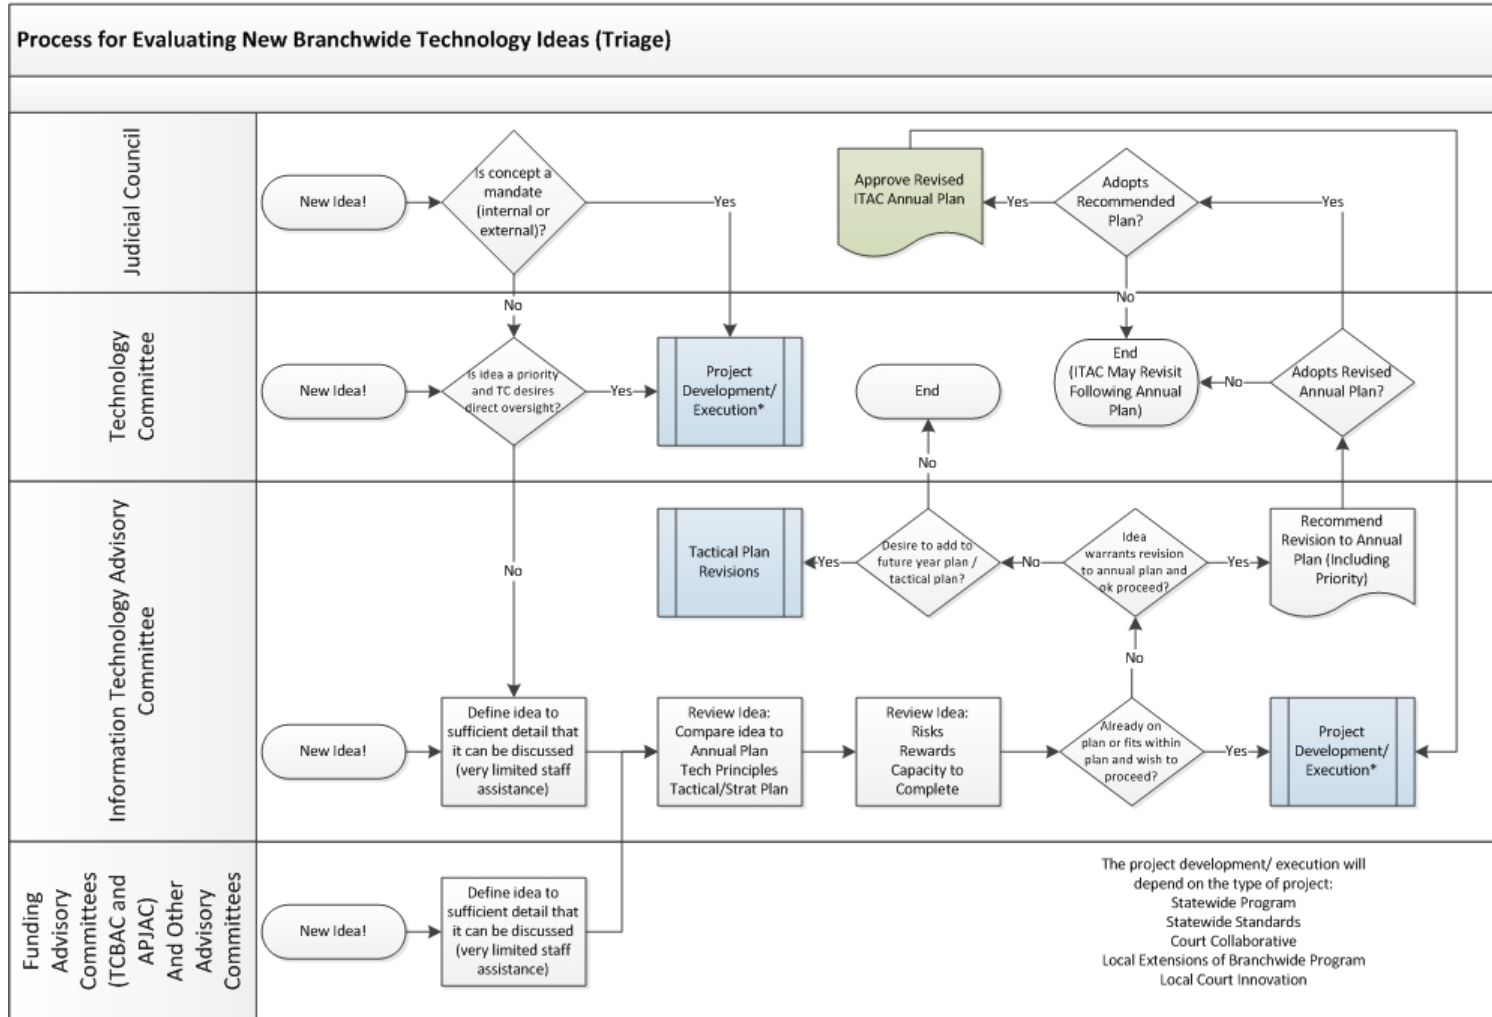 Process for Evaluating New Branchwide Technology Ideas (Triage)
Judicial Council
New Idea!
Is concept a
mandate
(internal or
external)?
Yes
No
Approve Revised
ITAC Annual Plan
Yes
Adopts
Recommended
Plan?
Yes
No
Technology
Committee
New Idea!
Is idea a priority
and TC desires
direct oversight?
Yes
Project
Development/
Execution*
End
End
(ITAC May Revisit
Following Annual
Plan)
No
Adopts Revised
Annual Plan?
No
No
Information Technology Advisory
Committee
Tactical Plan
Revisions
Yes
Desire to add to
future year plan /
tactical plan?
No
Idea
warrants revision
to annual plan and
ok proceed?
Yes
Recommend
Revision to Annual
Plan (Including
Priority)
No
New Idea!
Define idea to
sufficient detail that
it can be discussed
(very limited staff
assistance)
Review Idea:
Compare idea to
Annual Plan
Tech Principles
Tactical/Strat Plan
Review Idea:
Risks
Rewards
Capacity to
Complete
Already on
plan or fits within
plan and wish to
proceed?
Yes
Project
Development/
Execution*
Funding
Advisory
Committees
(TCBAC and
APJAC)
And Other
Advisory
Committees
New Idea!
Define idea to
sufficient detail that
it can be discussed
(very limited staff
assistance)
The project development/ execution will
depend on the type of project:
Statewide Program
Statewide Standards
Court Collaborative
Local Extensions of Branchwide Program
Local Court Innovation